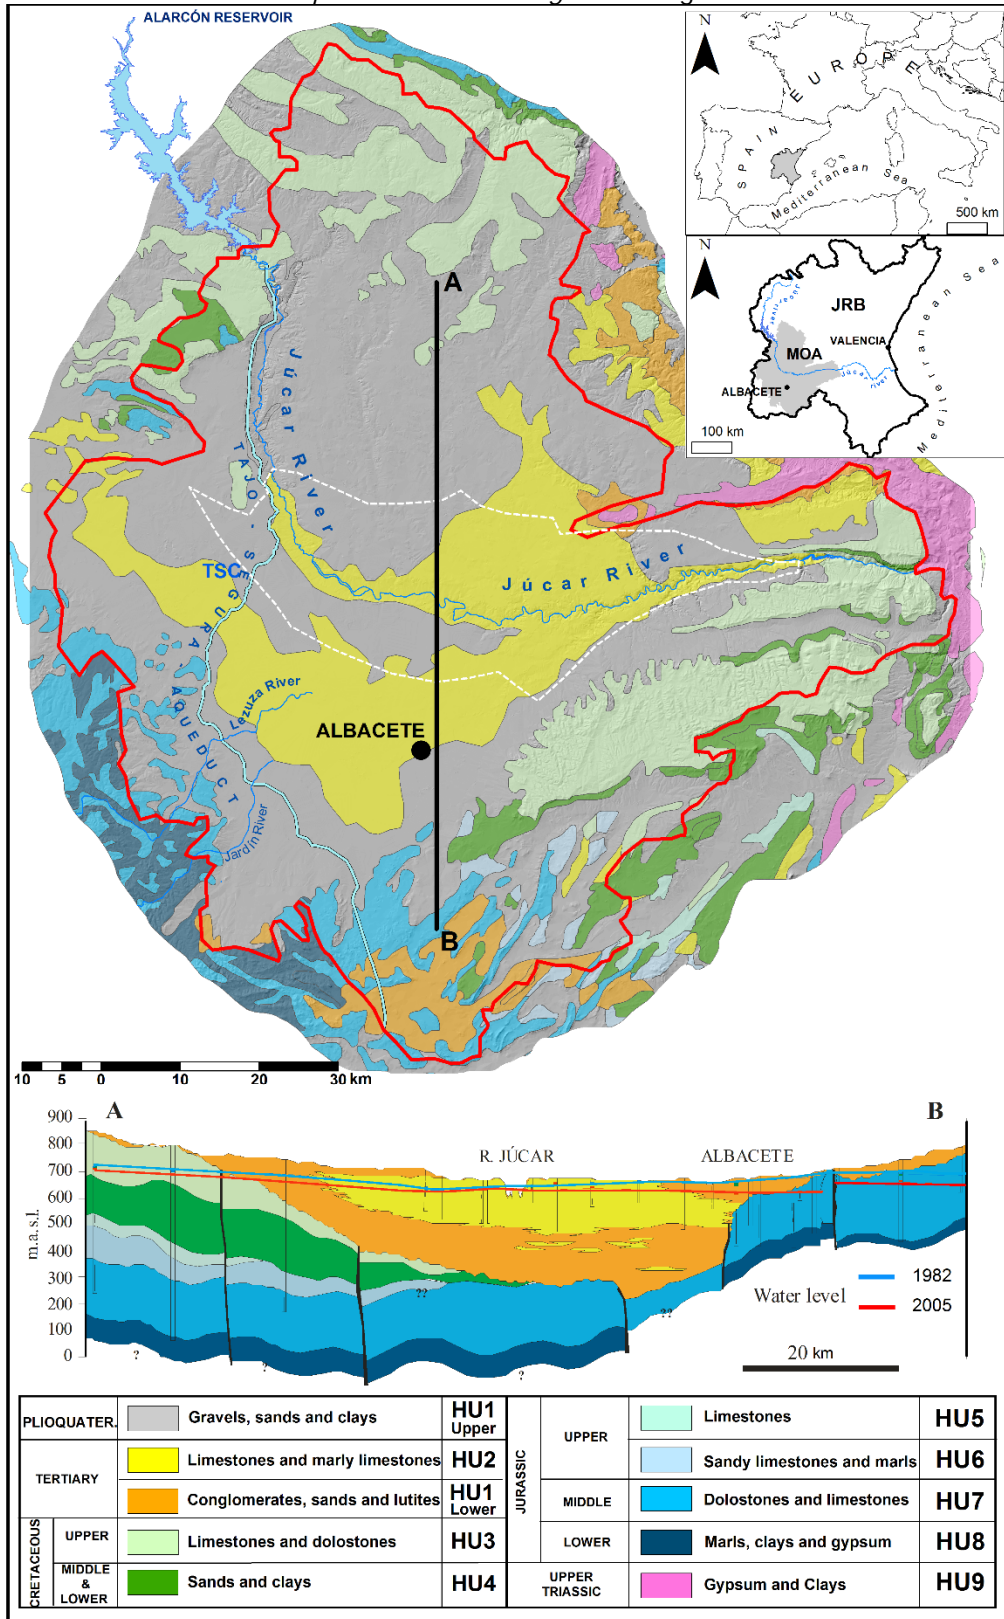 ALARCÓN RESERVOIR
N
EUROPE
SPAIN
Mediterranean Sea
500 km
N
JRB
Mediterranean Sea
VALENCIA
MOA
Júcar river
ALBACETE
100 km
A
Júcar River
TAJO - SEGURA - AQUEDUCT
TSC
Júcar River
Lezuza River
ALBACETE
Jardín River
B
10 5 0 10 20 30 km
900
800
700
600
500
400
300
200
100
0
m.a.s.l.
A
B
R. JÚCAR
ALBACETE
??
??
?
?
?
Water level
1982
2005
20 km
PLIOQUATER.
Gravels, sands and clays
HU1
Upper
TERTIARY
Limestones and marly limestones
HU2
Conglomerates, sands and lutites
HU1
Lower
CRETACEOUS
UPPER
Limestones and dolostones
HU3
MIDDLE
&
LOWER
Sands and clays
HU4
JURASSIC
UPPER
Limestones
HU5
Sandy limestones and marls
HU6
MIDDLE
Dolostones and limestones
HU7
LOWER
Marls, clays and gypsum
HU8
UPPER
TRIASSIC
Gypsum and Clays
HU9